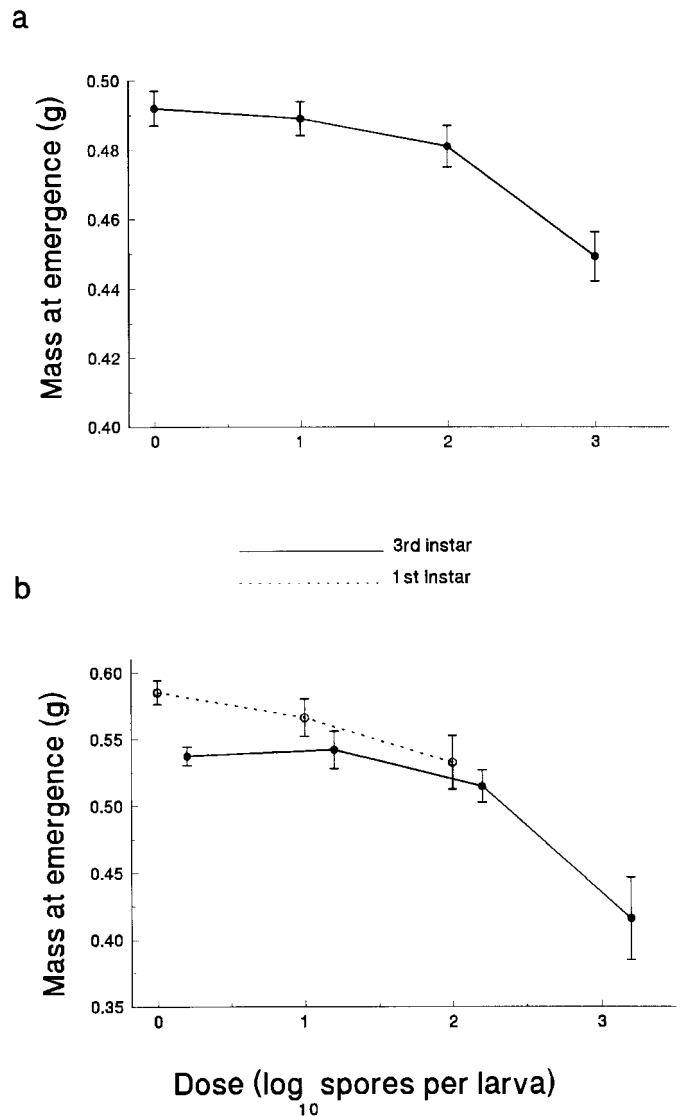 a
Mass at emergence (g)
0.50
0.48
0.46
0.44
0.42
0.40
0 1 2 3
3rd instar
1st instar
b
Mass at emergence (g)
0.60
0.55
0.50
0.45
0.40
0.35
0 1 2 3
Dose (log10 spores per larva)